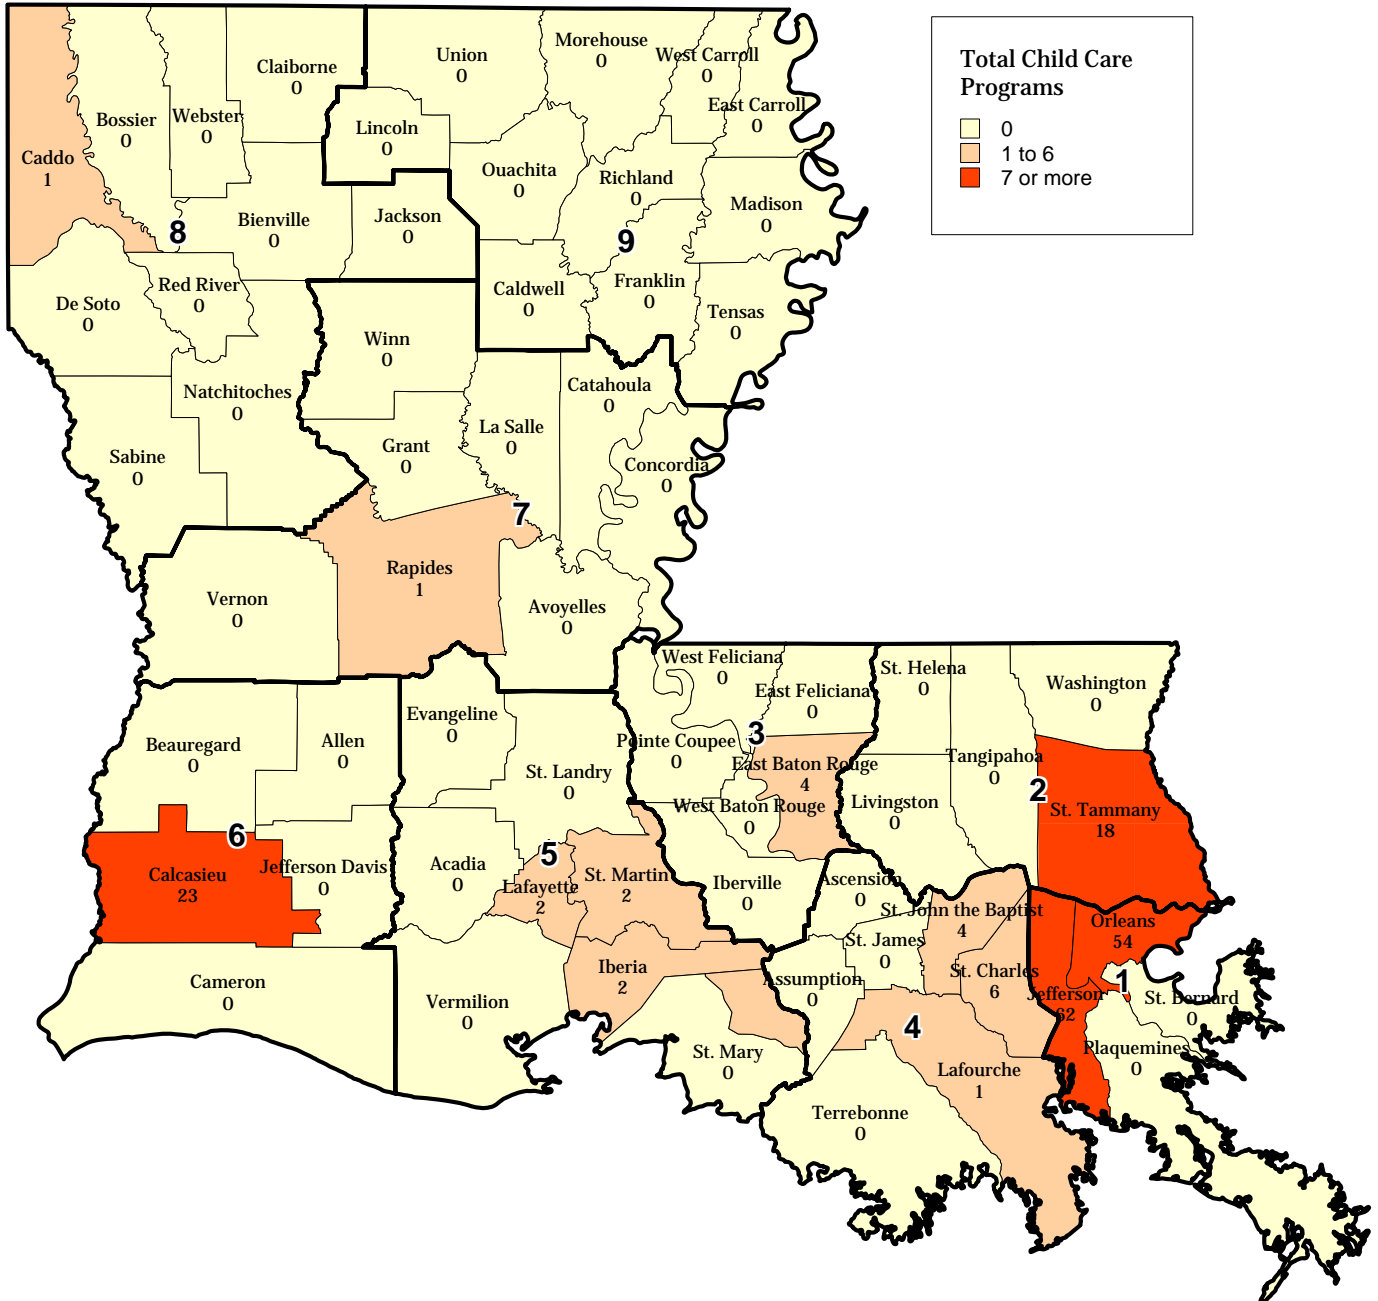 Total Child Care
Programs
0
1 to 6
7 or more
Union
0
Morehouse
0
West Carroll
0
Claiborne
0
East Carroll
0
Bossier
0
Webster
0
Lincoln
0
Caddo
1
Ouachita
0
Richland
0
Madison
0
Bienville
0
Jackson
0
8
9
Red River
0
Caldwell
0
Franklin
0
De Soto
0
Tensas
0
Winn
0
Natchitoches
0
Catahoula
0
La Salle
0
Grant
0
Sabine
0
Concordia
0
7
Rapides
1
Vernon
0
Avoyelles
0
West Feliciana
0
St. Helena
0
Washington
0
East Feliciana
0
Evangeline
0
3
Beauregard
0
Allen
0
Pointe Coupee
0
Tangipahoa
0
St. Landry
0
East Baton Rouge
4
2
West Baton Rouge
0
Livingston
0
St. Tammany
18
6
5
Calcasieu
23
Jefferson Davis
0
Acadia
0
Lafayette
2
St. Martin
2
Iberville
0
Ascension
0
St. John the Baptist
4
Orleans
54
St. James
0
Cameron
0
Iberia
2
Assumption
0
St. Charles
6
1
Vermilion
0
Jefferson
62
St. Bernard
0
4
St. Mary
0
Plaquemines
0
Lafourche
1
Terrebonne
0